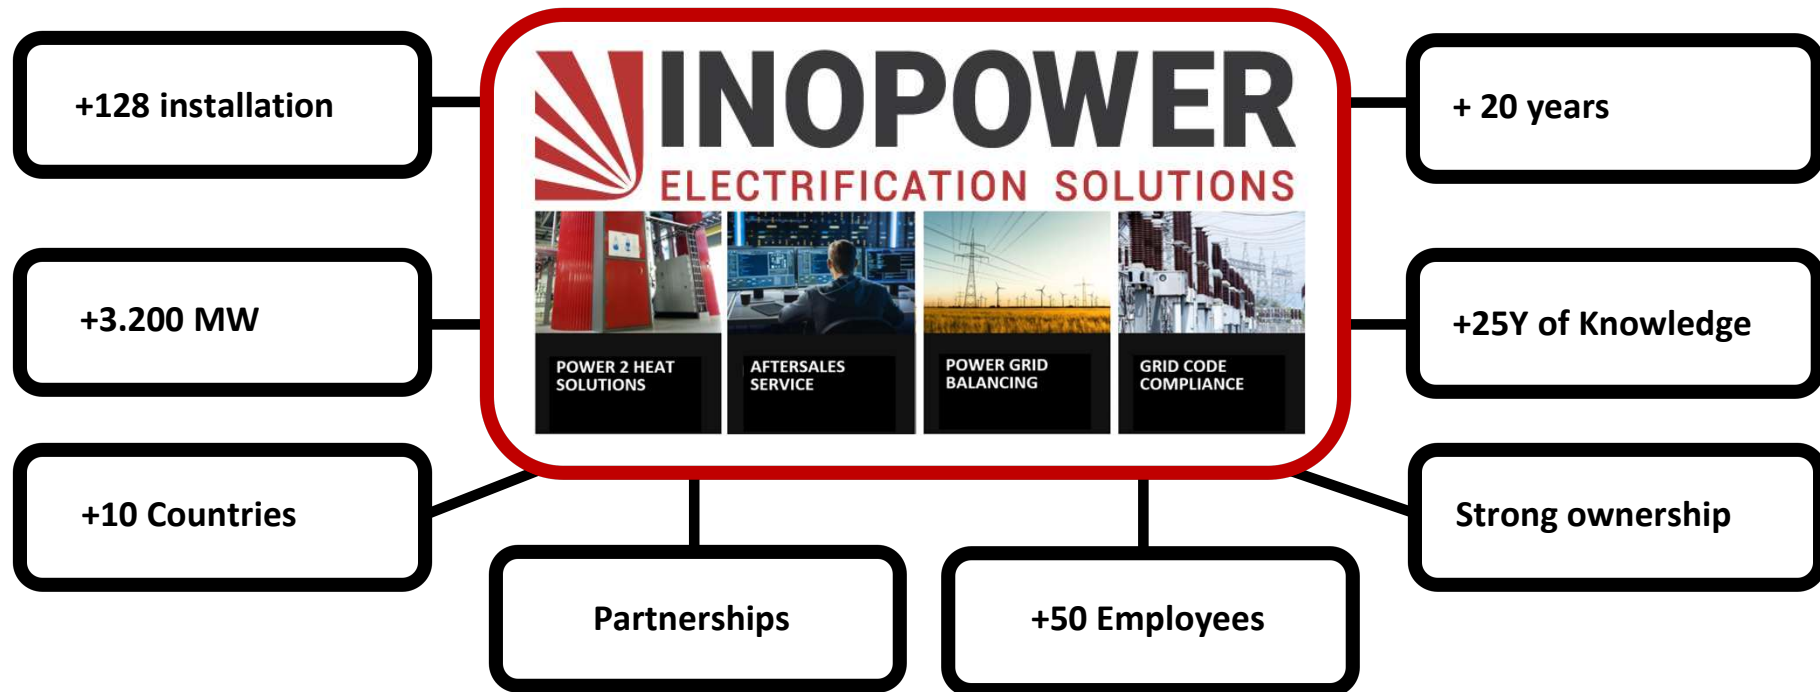 +128 installation
+3.200 MW
+10 Countries
INOPOWER
ELECTRIFICATION SOLUTIONS
POWER 2 HEAT
SOLUTIONS
AFTERSALES
SERVICE
POWER GRID
BALANCING
GRID CODE
COMPLIANCE
Partnerships
+50 Employees
+ 20 years
+25Y of Knowledge
Strong ownership